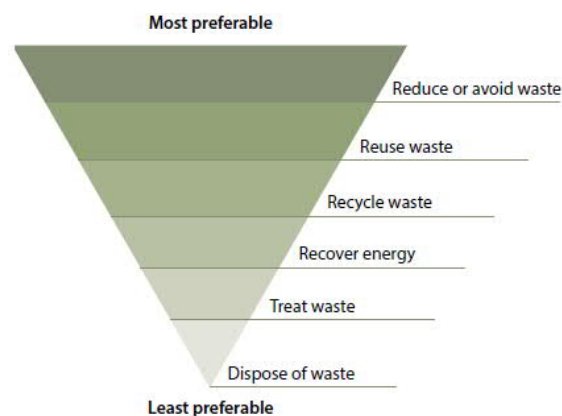 Most preferable
Reduce or avoid waste
Reuse waste
Recycle waste
Recover energy
Treat waste
Dispose of waste
Least preferable